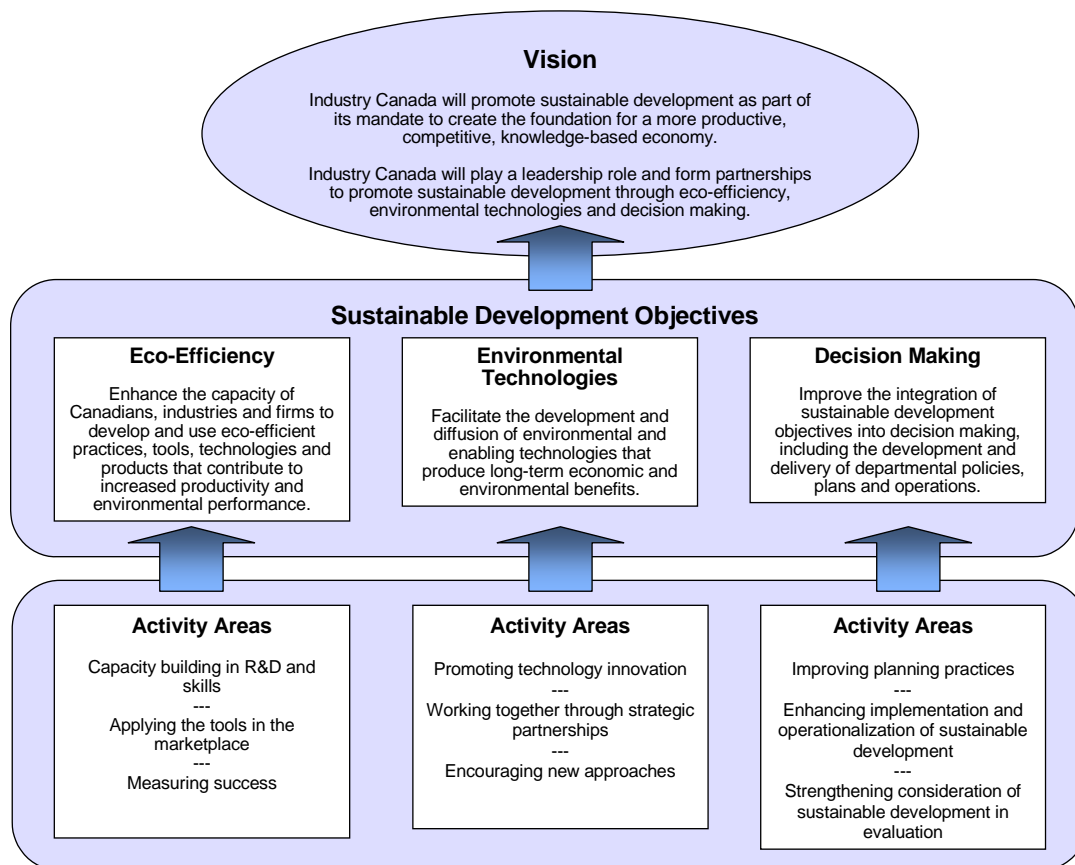 Vision
Industry Canada will promote sustainable development as part of
its mandate to create the foundation for a more productive,
competitive, knowledge-based economy.
Industry Canada will play a leadership role and form partnerships
to promote sustainable development through eco-efficiency,
environmental technologies and decision making.
Sustainable Development Objectives
Eco-Efficiency
Enhance the capacity of
Canadians, industries and firms to
develop and use eco-efficient
practices, tools, technologies and
products that contribute to
increased productivity and
environmental performance.
Environmental
Technologies
Facilitate the development and
diffusion of environmental and
enabling technologies that
produce long-term economic and
environmental benefits.
Decision Making
Improve the integration of
sustainable development
objectives into decision making,
including the development and
delivery of departmental policies,
plans and operations.
Activity Areas
Capacity building in R&D and
skills
---
Applying the tools in the
marketplace
---
Measuring success
Activity Areas
Promoting technology innovation
---
Working together through strategic
partnerships
---
Encouraging new approaches
Activity Areas
Improving planning practices
---
Enhancing implementation and
operationalization of sustainable
development
---
Strengthening consideration of
sustainable development in
evaluation